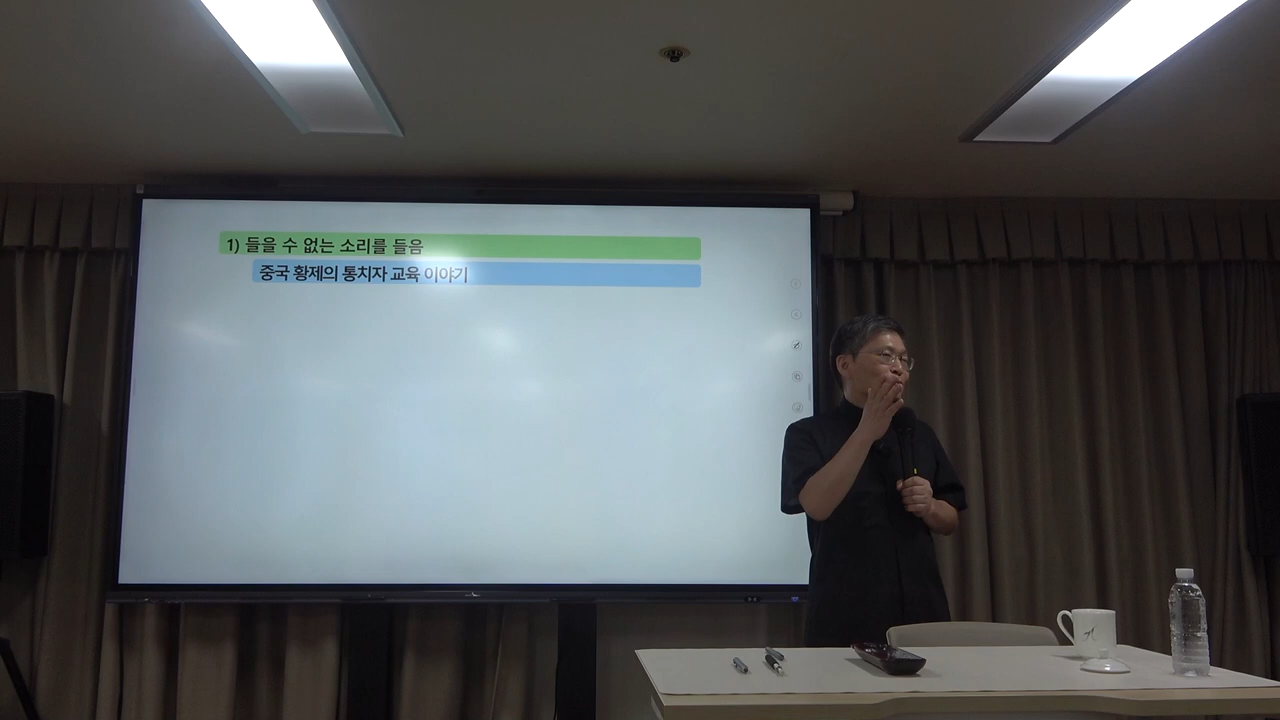 1) 들을 수 없는 소리를 들음
중국 황제의 통치자 교육 이야기